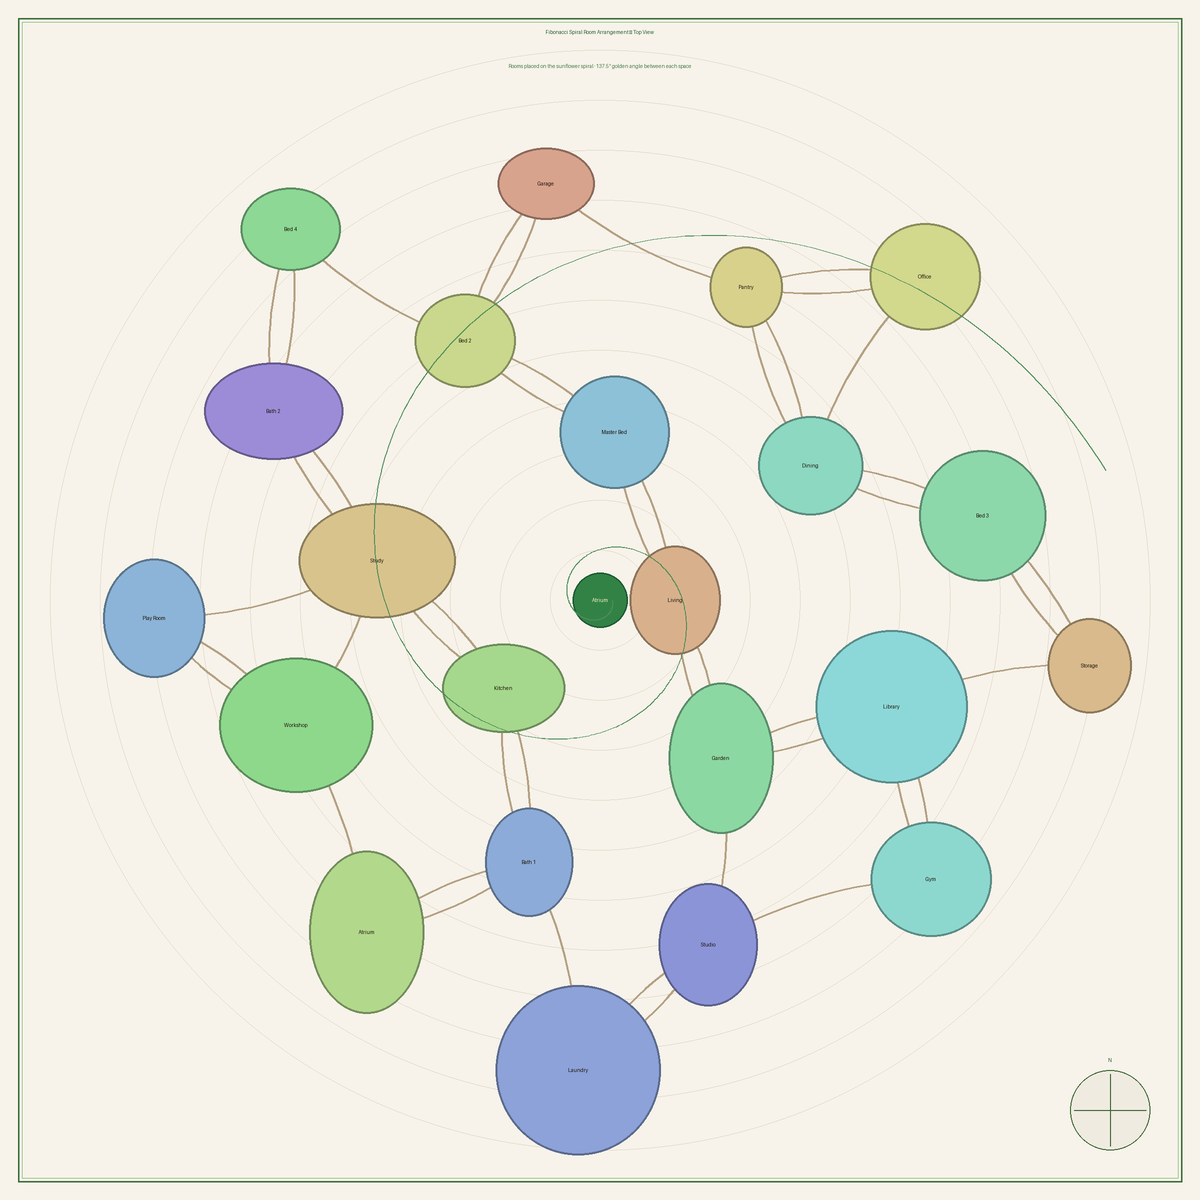 Fibonacci Spiral Room Arrangement▯ Top View
Rooms placed on the sunflower spiral· 137.5° golden angle between each space
Garage
Bed 4
Office
Pantry
Bed 2
Bath 2
Master Bed
Dining
Bed 3
Study
Atrium
Living
Play Room
Storage
Kitchen
Library
Workshop
Garden
Bath 1
Gym
Atrium
Studio
Laundry
N